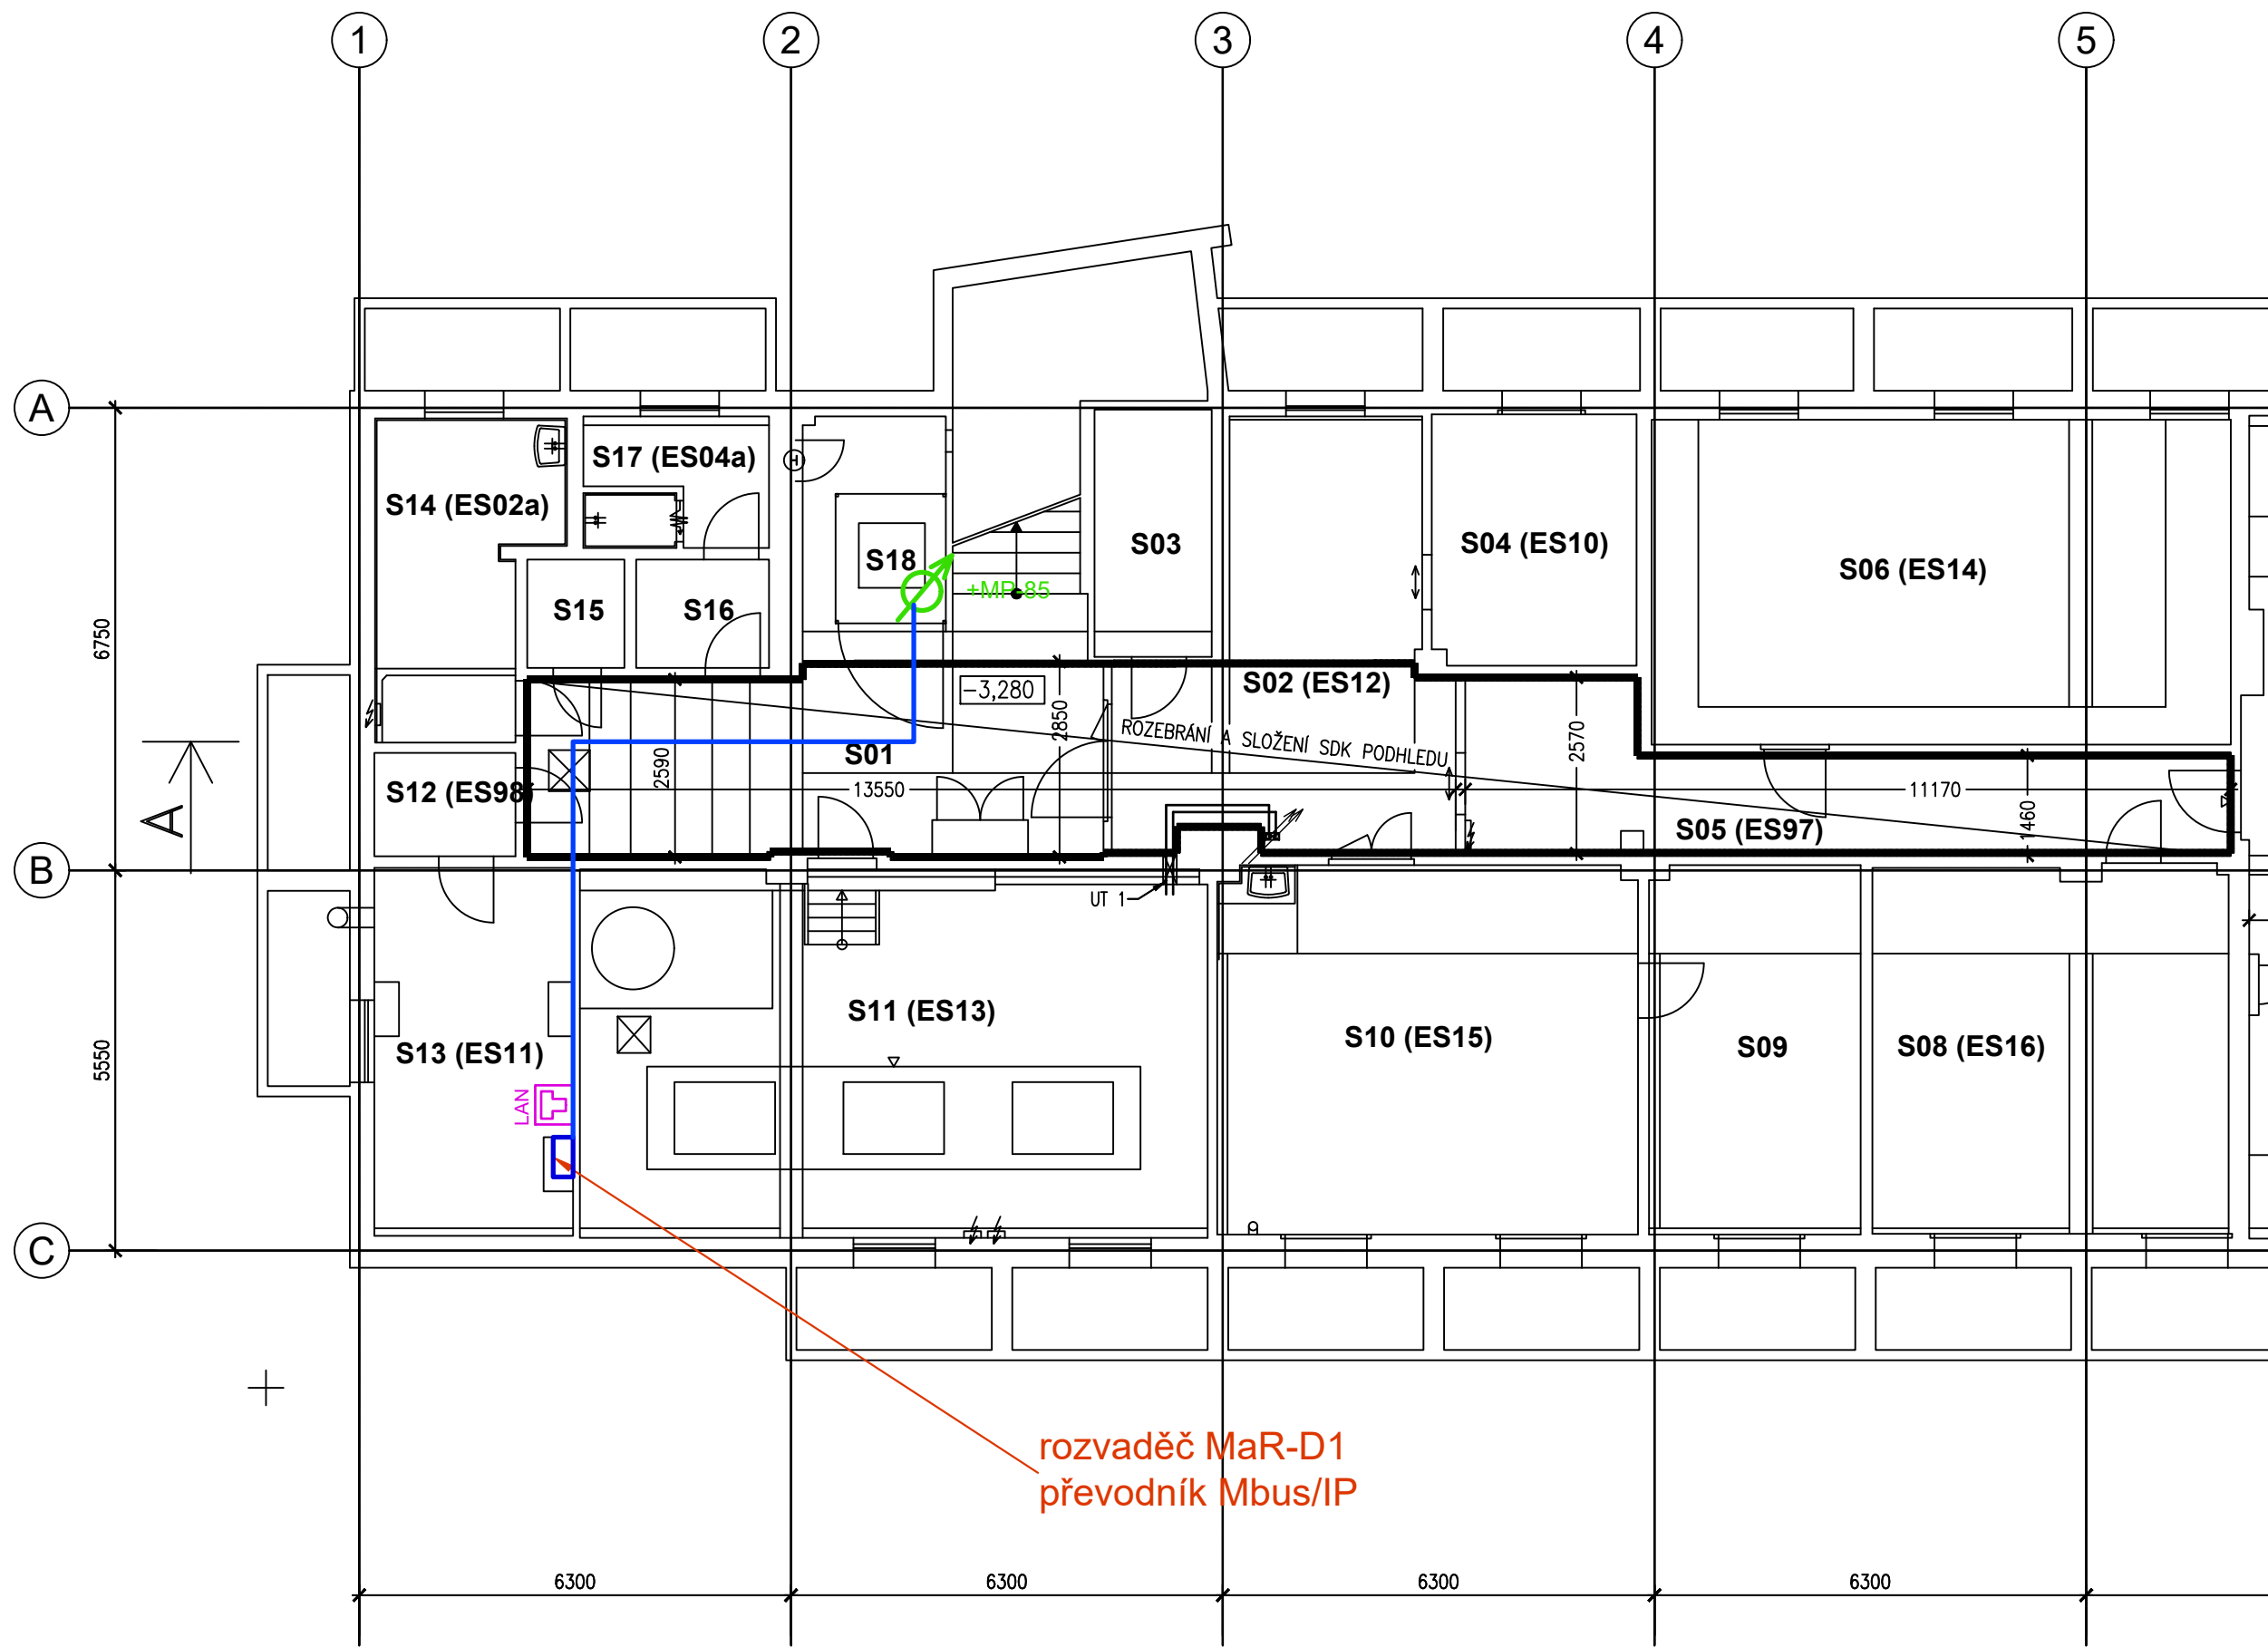 1
2
3
4
5
A
S17 (ES04a)
S14 (ES02a)
S18
S03
S04 (ES10)
S06 (ES14)
+MP-85
S15
S16
6750
-3,280
S02 (ES12)
2850
ROZEBRÁNÍ A SLOŽENÍ SDK PODHLEDU
2570
S01
2590
S12 (ES98)
13550
11170
A
1460
S05 (ES97)
B
UT 1
S11 (ES13)
S10 (ES15)
S09
S08 (ES16)
S13 (ES11)
5550
LAN
C
rozvaděč MaR-D1
převodník Mbus/IP
6300
6300
6300
6300